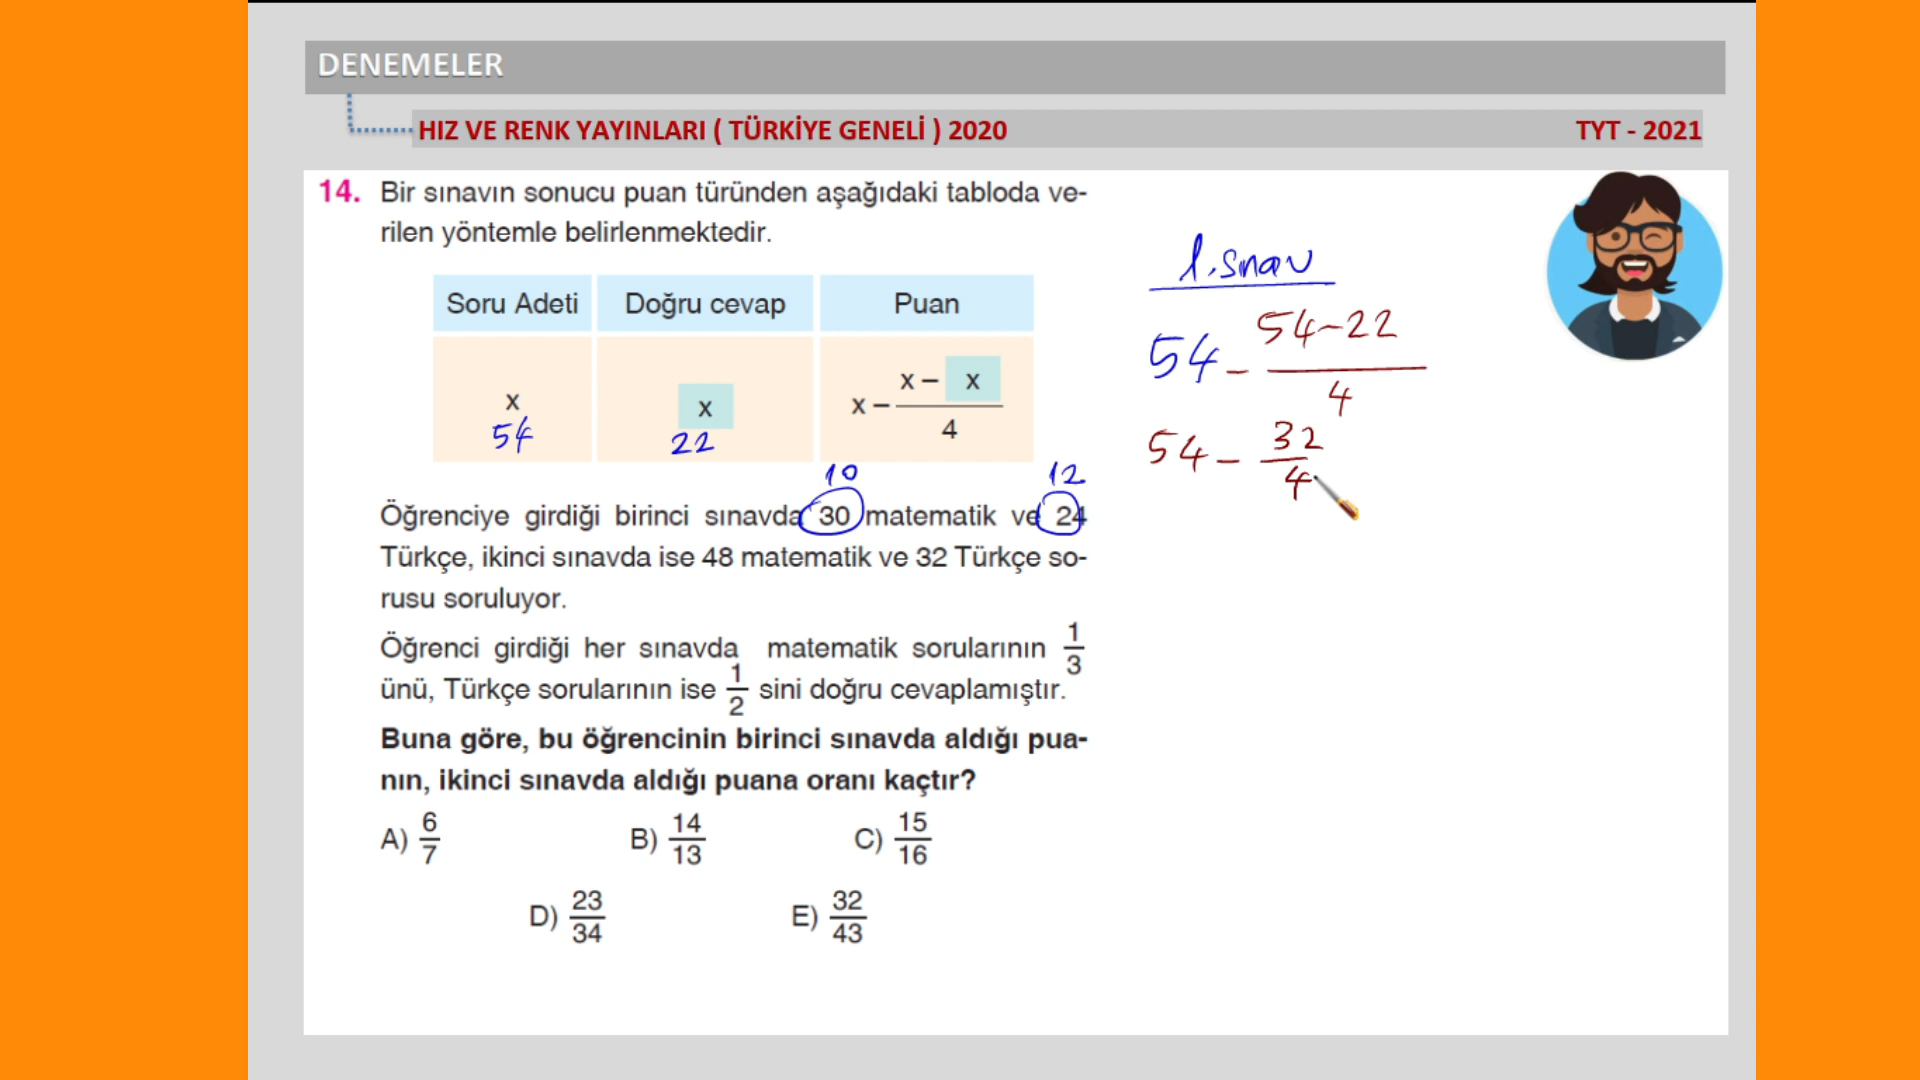 DENEMELER
HIZ VE RENK YAYINLARI ( TÜRKİYE GENELİ ) 2020
TYT - 2021
14. Bir sınavın sonucu puan türünden aşağıdaki tabloda ve-
rilen yöntemle belirlenmektedir.
Soru Adeti Doğru cevap Puan
x x x – (x – x)/4
54 22
10 12
Öğrenciye girdiği birinci sınavda 30 matematik ve 24
Türkçe, ikinci sınavda ise 48 matematik ve 32 Türkçe so-
rusu soruluyor.
Öğrenci girdiği her sınavda matematik sorularının 1/3
ünü, Türkçe sorularının ise 1/2 sini doğru cevaplamıştır.
Buna göre, bu öğrencinin birinci sınavda aldığı pua-
nın, ikinci sınavda aldığı puana oranı kaçtır?
A) 6/7 B) 14/13 C) 15/16
D) 23/34 E) 32/43
1. Sınav
54 - (54-22)/4
54 - 32/4